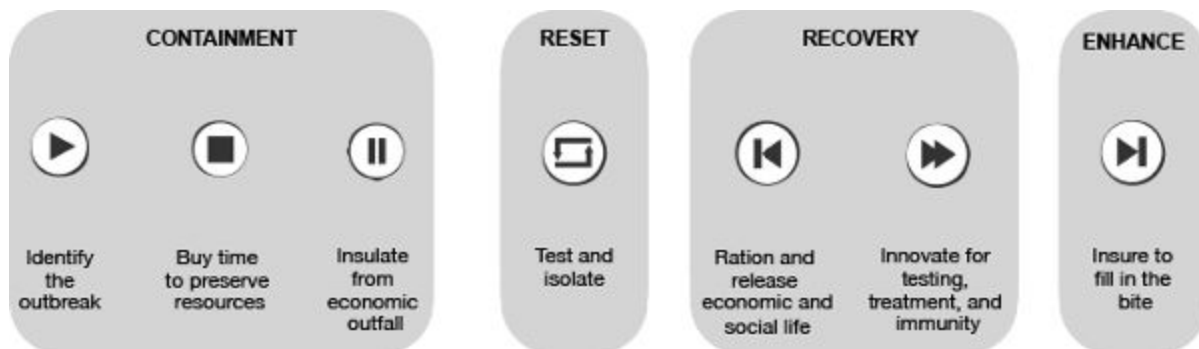 CONTAINMENT
Identify
the
outbreak
Buy time
to preserve
resources
Insulate
from
economic
outfall
RESET
Test and
isolate
RECOVERY
Ration and
release
economic and
social life
Innovate for
testing,
treatment, and
immunity
ENHANCE
Insure to
fill in the
bite